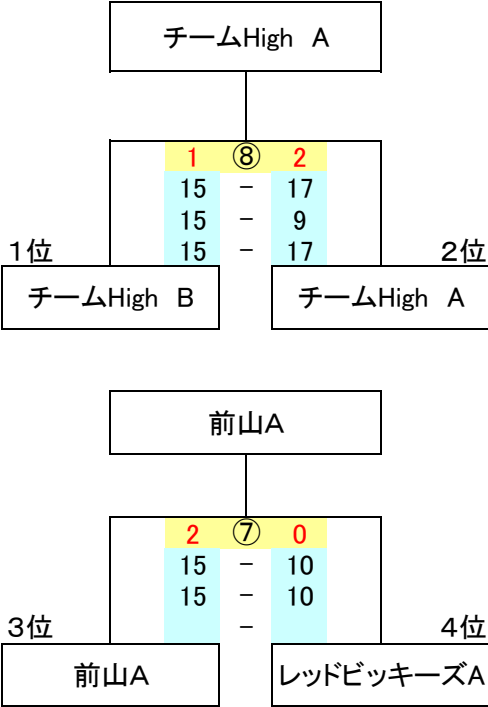 チームHigh A
1 ⑧ 2
15 - 17
15 - 9
1位 15 - 17 2位
チームHigh B チームHigh A
前山A
2 ⑦ 0
15 - 10
15 - 10
3位 - 4位
前山A レッドビッキーズA